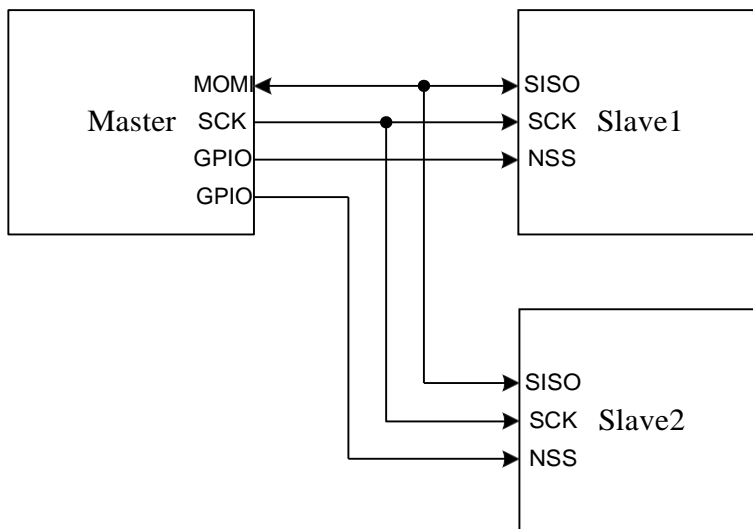 MOMI
Master
SCK
GPIO
GPIO
SISO
SCK
Slave1
NSS
SISO
SCK
Slave2
NSS